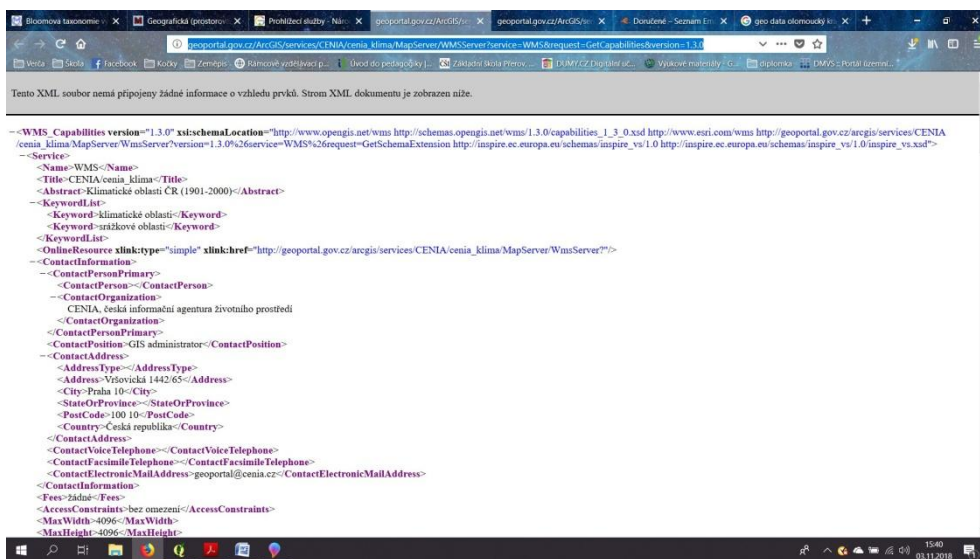 Bloomova taxonomie v
Geografická (prostorov
Prohlížecí služby - Náro
geoportal.gov.cz/ArcGIS/se
geoportal.gov.cz/ArcGIS/se
Doručené – Seznam Em
geo data olomoucký k
geoportal.gov.cz/ArcGIS/services/CENIA/cenia_klima/MapServer/WMSServer?service=WMS&request=GetCapabilities&version=1.3.0
Verča
Škola
Facebook
Kočky
Zeměpis
Rámcové vzdělávací p...
Úvod do pedagogiky |...
Základní škola Přerov, ...
DUMY.CZ Digitální uč...
Výukové materiály - G...
diplomka
DMVS :: Portál územní...
Tento XML soubor nemá připojeny žádné informace o vzhledu prvků. Strom XML dokumentu je zobrazen níže.
−<WMS_Capabilities version="1.3.0" xsi:schemaLocation="http://www.opengis.net/wms http://schemas.opengis.net/wms/1.3.0/capabilities_1_3_0.xsd http://www.esri.com/wms http://geoportal.gov.cz/arcgis/services/CENIA
/cenia_klima/MapServer/WmsServer?version=1.3.0%26service=WMS%26request=GetSchemaExtension http://inspire.ec.europa.eu/schemas/inspire_vs/1.0 http://inspire.ec.europa.eu/schemas/inspire_vs/1.0/inspire_vs.xsd">
−<Service>
<Name>WMS</Name>
<Title>CENIA/cenia_klima</Title>
<Abstract>Klimatické oblasti ČR (1901-2000)</Abstract>
−<KeywordList>
<Keyword>klimatické oblasti</Keyword>
<Keyword>srážkové oblasti</Keyword>
</KeywordList>
<OnlineResource xlink:type="simple" xlink:href="http://geoportal.gov.cz/arcgis/services/CENIA/cenia_klima/MapServer/WmsServer?"/>
−<ContactInformation>
−<ContactPersonPrimary>
<ContactPerson></ContactPerson>
−<ContactOrganization>
CENIA, česká informační agentura životního prostředí
</ContactOrganization>
</ContactPersonPrimary>
<ContactPosition>GIS administrator</ContactPosition>
−<ContactAddress>
<AddressType></AddressType>
<Address>Vršovická 1442/65</Address>
<City>Praha 10</City>
<StateOrProvince></StateOrProvince>
<PostCode>100 10</PostCode>
<Country>Česká republika</Country>
</ContactAddress>
<ContactVoiceTelephone></ContactVoiceTelephone>
<ContactFacsimileTelephone></ContactFacsimileTelephone>
<ContactElectronicMailAddress>geoportal@cenia.cz</ContactElectronicMailAddress>
</ContactInformation>
<Fees>žádné</Fees>
<AccessConstraints>bez omezení</AccessConstraints>
<MaxWidth>4096</MaxWidth>
<MaxHeight>4096</MaxHeight>
15:40
03.11.2018